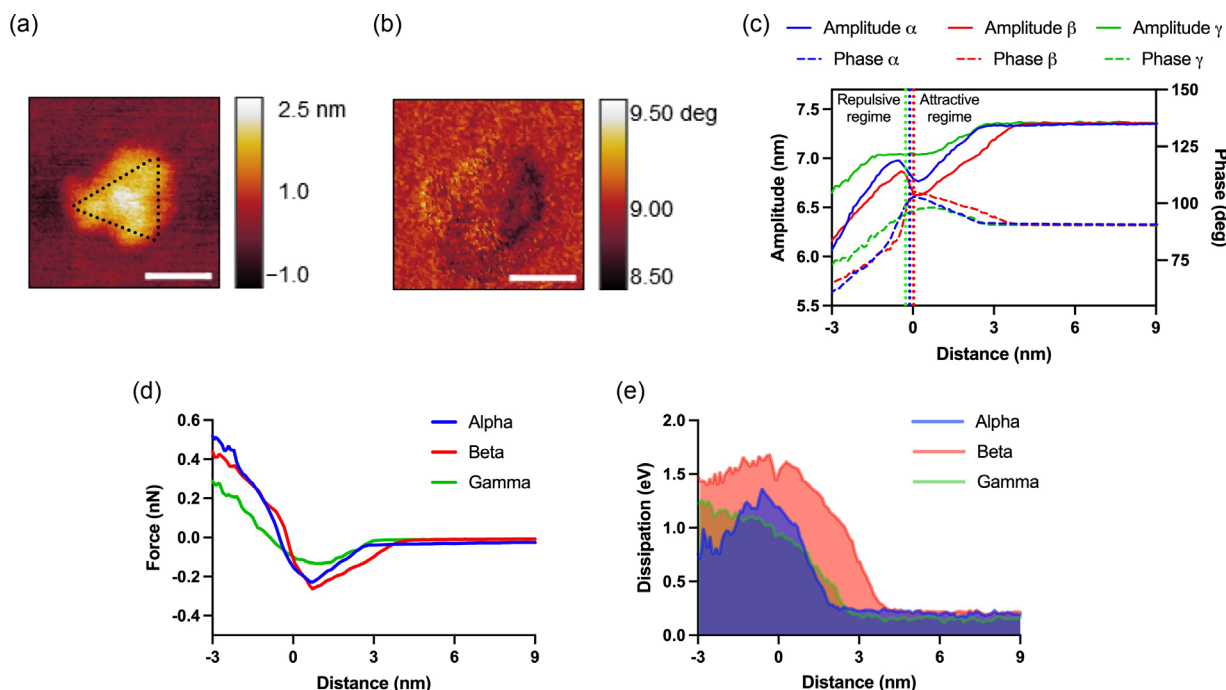 (a)
2.5 nm
1.0
−1.0
(b)
9.50 deg
9.00
8.50
(c)
Amplitude α
Amplitude β
Amplitude γ
Phase α
Phase β
Phase γ
Repulsive regime
Attractive regime
7.5
7.0
6.5
6.0
5.5
Amplitude (nm)
150
125
100
75
Phase (deg)
-3 0 3 6 9
Distance (nm)
(d)
Alpha
Beta
Gamma
0.6
0.4
0.2
0.0
-0.2
-0.4
Force (nN)
-3 0 3 6 9
Distance (nm)
(e)
Alpha
Beta
Gamma
2.0
1.5
1.0
0.5
0.0
Dissipation (eV)
-3 0 3 6 9
Distance (nm)